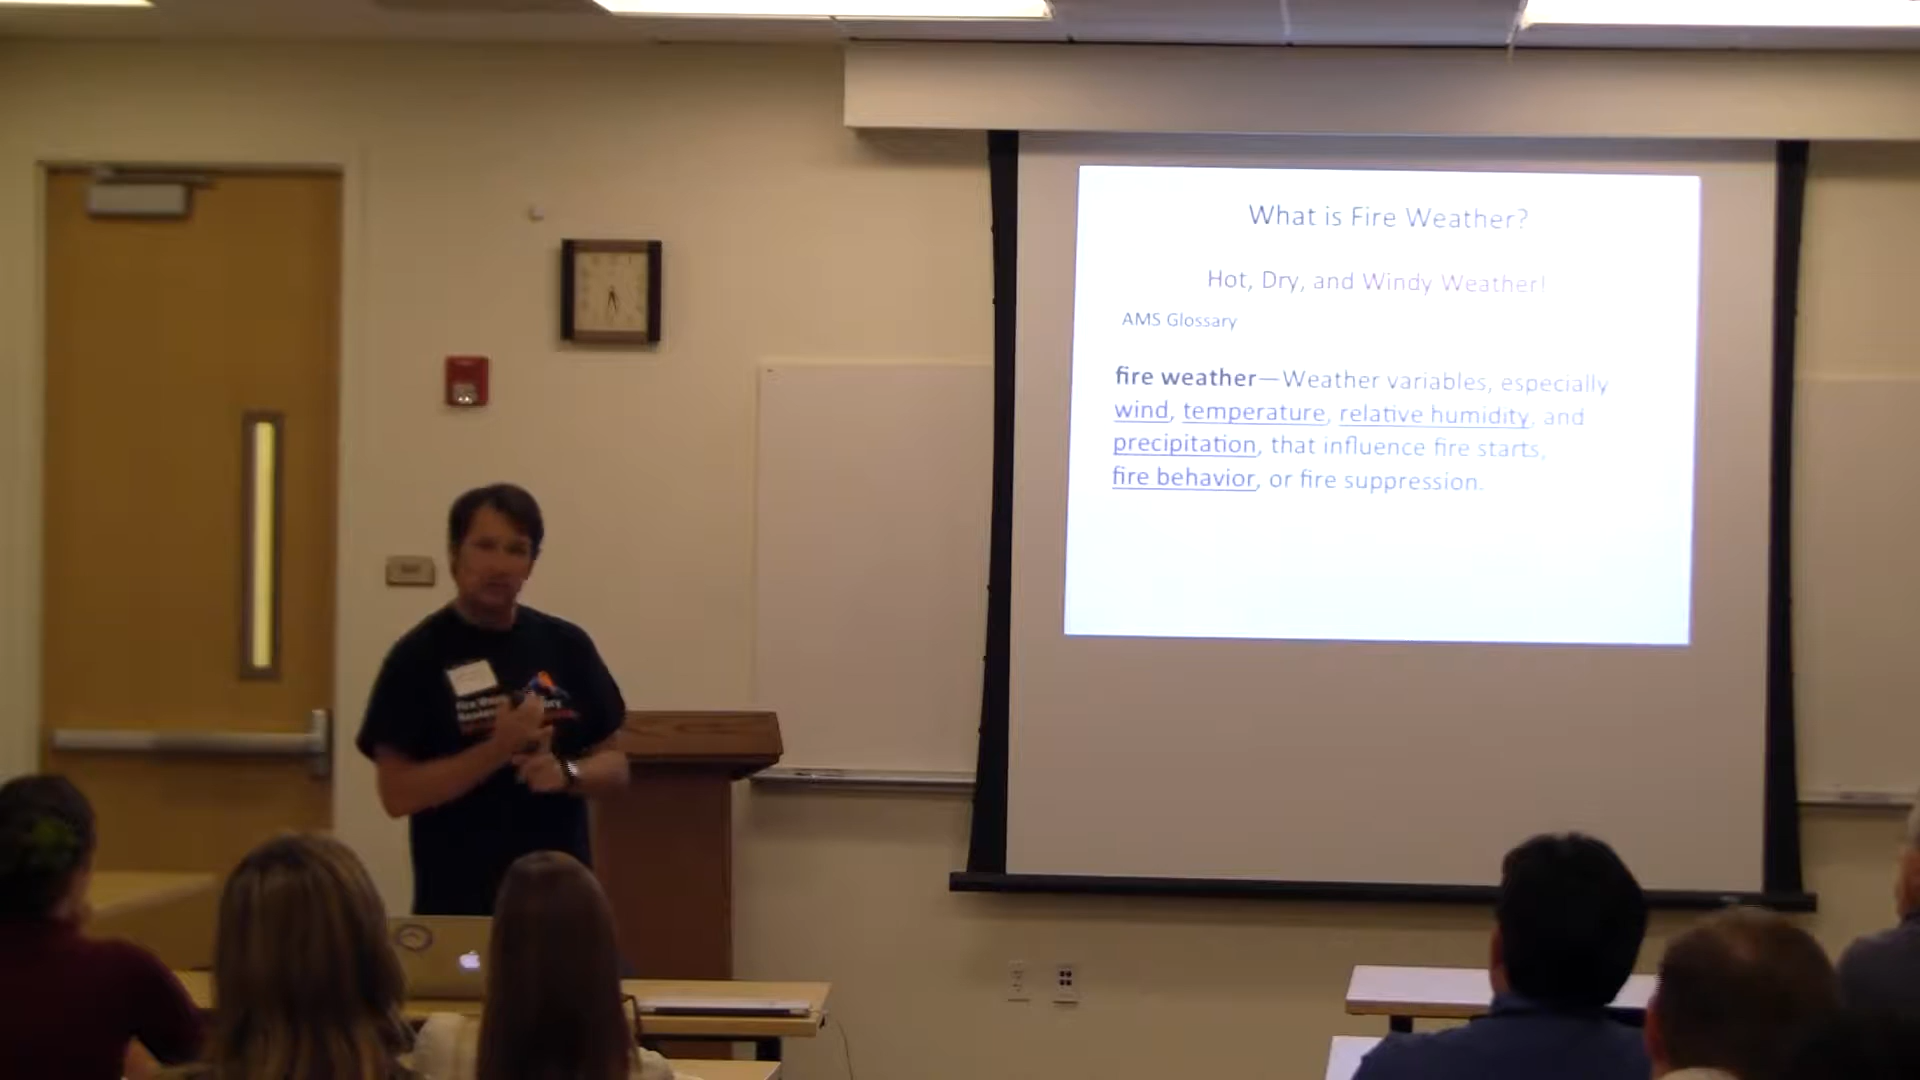 What is Fire Weather?
Hot, Dry, and Windy Weather!
AMS Glossary
fire weather—Weather variables, especially
wind, temperature, relative humidity, and
precipitation, that influence fire starts,
fire behavior, or fire suppression.
Fire